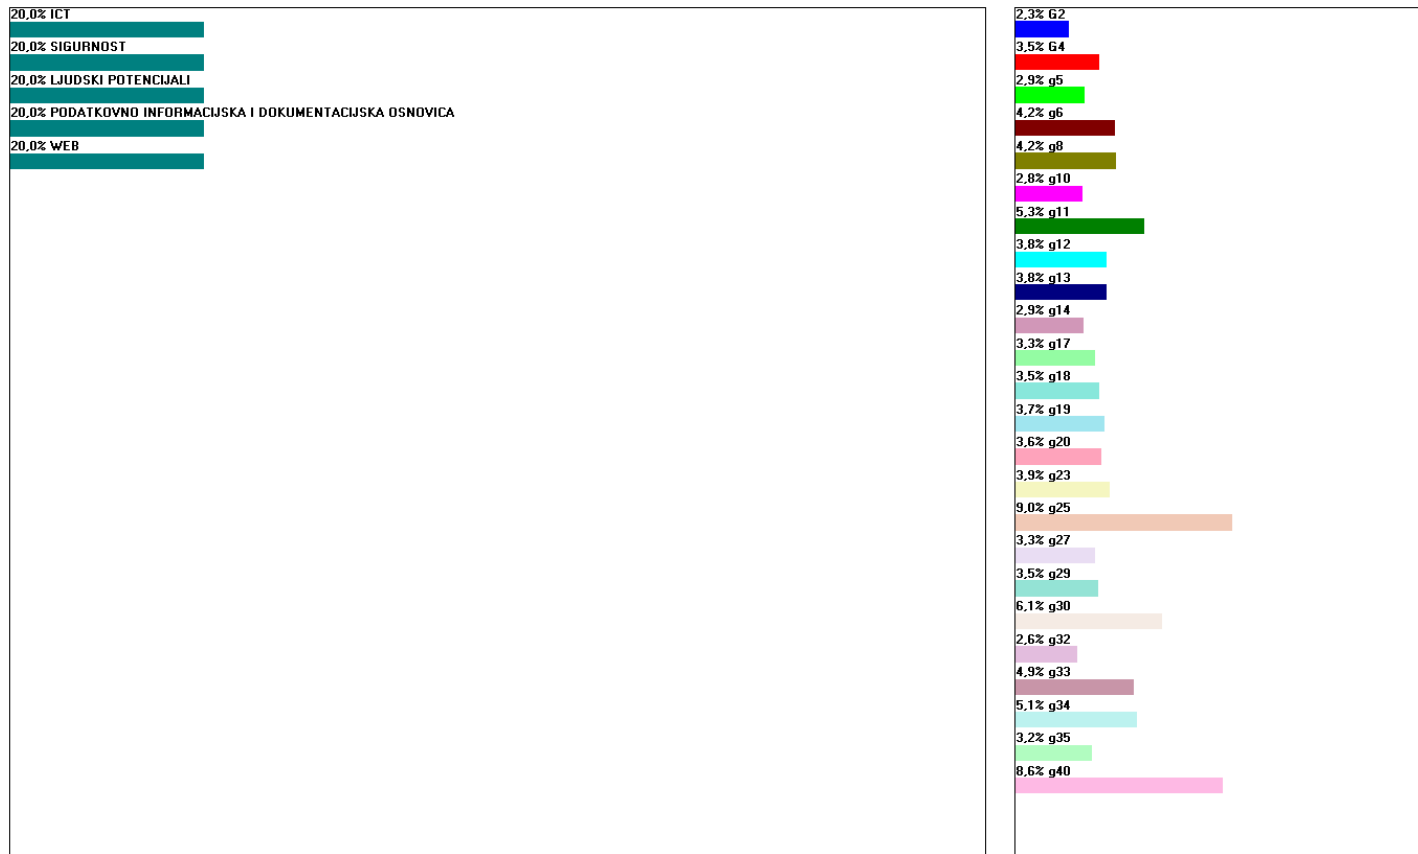 20,0% ICT
20,0% SIGURNOST
20,0% LJUDSKI POTENCIJALI
20,0% PODATKOVNO INFORMACIJSKA I DOKUMENTACIJSKA OSNOVICA
20,0% WEB
2,3% G2
3,5% G4
2,9% g5
4,2% g6
4,2% g8
2,8% g10
5,3% g11
3,8% g12
3,8% g13
2,9% g14
3,3% g17
3,5% g18
3,7% g19
3,6% g20
3,9% g23
9,0% g25
3,3% g27
3,5% g29
6,1% g30
2,6% g32
4,9% g33
5,1% g34
3,2% g35
8,6% g40